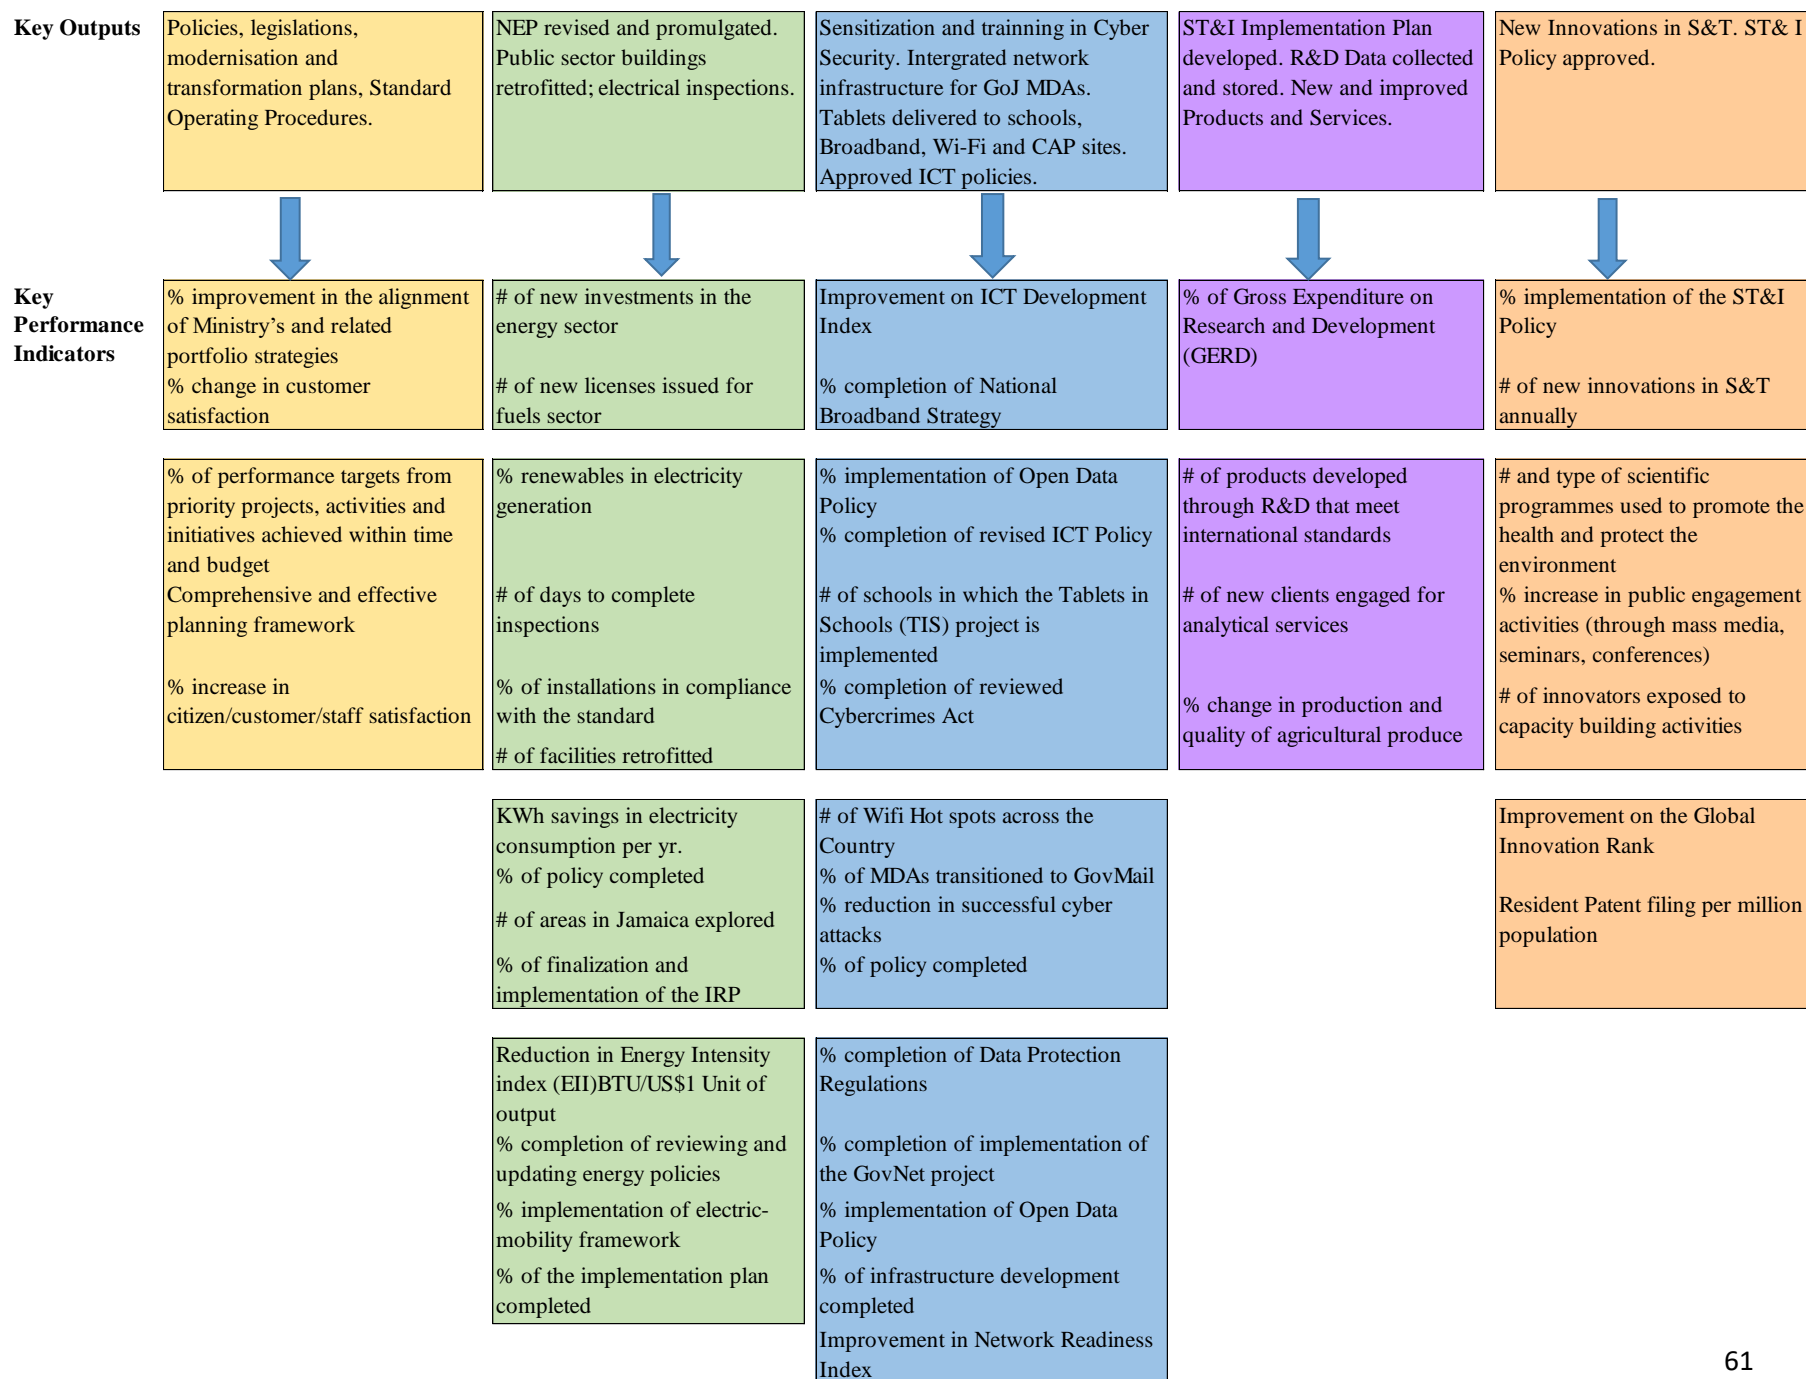 Key Outputs
Policies, legislations,
modernisation and
transformation plans, Standard
Operating Procedures.
NEP revised and promulgated.
Public sector buildings
retrofitted; electrical inspections.
Sensitization and trainning in Cyber
Security. Intergrated network
infrastructure for GoJ MDAs.
Tablets delivered to schools,
Broadband, Wi-Fi and CAP sites.
Approved ICT policies.
ST&I Implementation Plan
developed. R&D Data collected
and stored. New and improved
Products and Services.
New Innovations in S&T. ST& I
Policy approved.
Key
Performance
Indicators
% improvement in the alignment
of Ministry’s and related
portfolio strategies
% change in customer
satisfaction
# of new investments in the
energy sector
# of new licenses issued for
fuels sector
Improvement on ICT Development
Index
% completion of National
Broadband Strategy
% of Gross Expenditure on
Research and Development
(GERD)
% implementation of the ST&I
Policy
# of new innovations in S&T
annually
% of performance targets from
priority projects, activities and
initiatives achieved within time
and budget
Comprehensive and effective
planning framework
% increase in
citizen/customer/staff satisfaction
% renewables in electricity
generation
# of days to complete
inspections
% of installations in compliance
with the standard
# of facilities retrofitted
% implementation of Open Data
Policy
% completion of revised ICT Policy
# of schools in which the Tablets in
Schools (TIS) project is
implemented
% completion of reviewed
Cybercrimes Act
# of products developed
through R&D that meet
international standards
# of new clients engaged for
analytical services
% change in production and
quality of agricultural produce
# and type of scientific
programmes used to promote the
health and protect the
environment
% increase in public engagement
activities (through mass media,
seminars, conferences)
# of innovators exposed to
capacity building activities
KWh savings in electricity
consumption per yr.
% of policy completed
# of areas in Jamaica explored
% of finalization and
implementation of the IRP
# of Wifi Hot spots across the
Country
% of MDAs transitioned to GovMail
% reduction in successful cyber
attacks
% of policy completed
Improvement on the Global
Innovation Rank
Resident Patent filing per million
population
Reduction in Energy Intensity
index (EII)BTU/US$1 Unit of
output
% completion of reviewing and
updating energy policies
% implementation of electric-
mobility framework
% of the implementation plan
completed
% completion of Data Protection
Regulations
% completion of implementation of
the GovNet project
% implementation of Open Data
Policy
% of infrastructure development
completed
Improvement in Network Readiness
Index
61